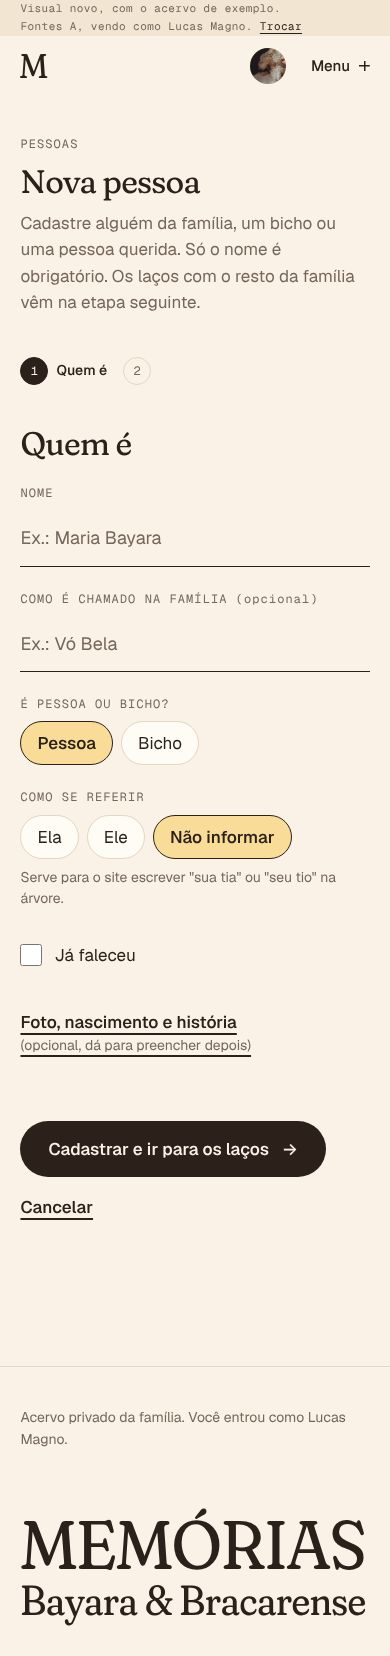 Visual novo, com o acervo de exemplo.
Fontes A, vendo como Lucas Magno. Trocar
M
Menu +
PESSOAS
Nova pessoa
Cadastre alguém da família, um bicho ou
uma pessoa querida. Só o nome é
obrigatório. Os laços com o resto da família
vêm na etapa seguinte.
1 Quem é 2
Quem é
NOME
Ex.: Maria Bayara
COMO É CHAMADO NA FAMÍLIA (opcional)
Ex.: Vó Bela
É PESSOA OU BICHO?
Pessoa Bicho
COMO SE REFERIR
Ela Ele Não informar
Serve para o site escrever "sua tia" ou "seu tio" na
árvore.
Já faleceu
Foto, nascimento e história
(opcional, dá para preencher depois)
Cadastrar e ir para os laços →
Cancelar
Acervo privado da família. Você entrou como Lucas
Magno.
MEMÓRIAS
Bayara & Bracarense